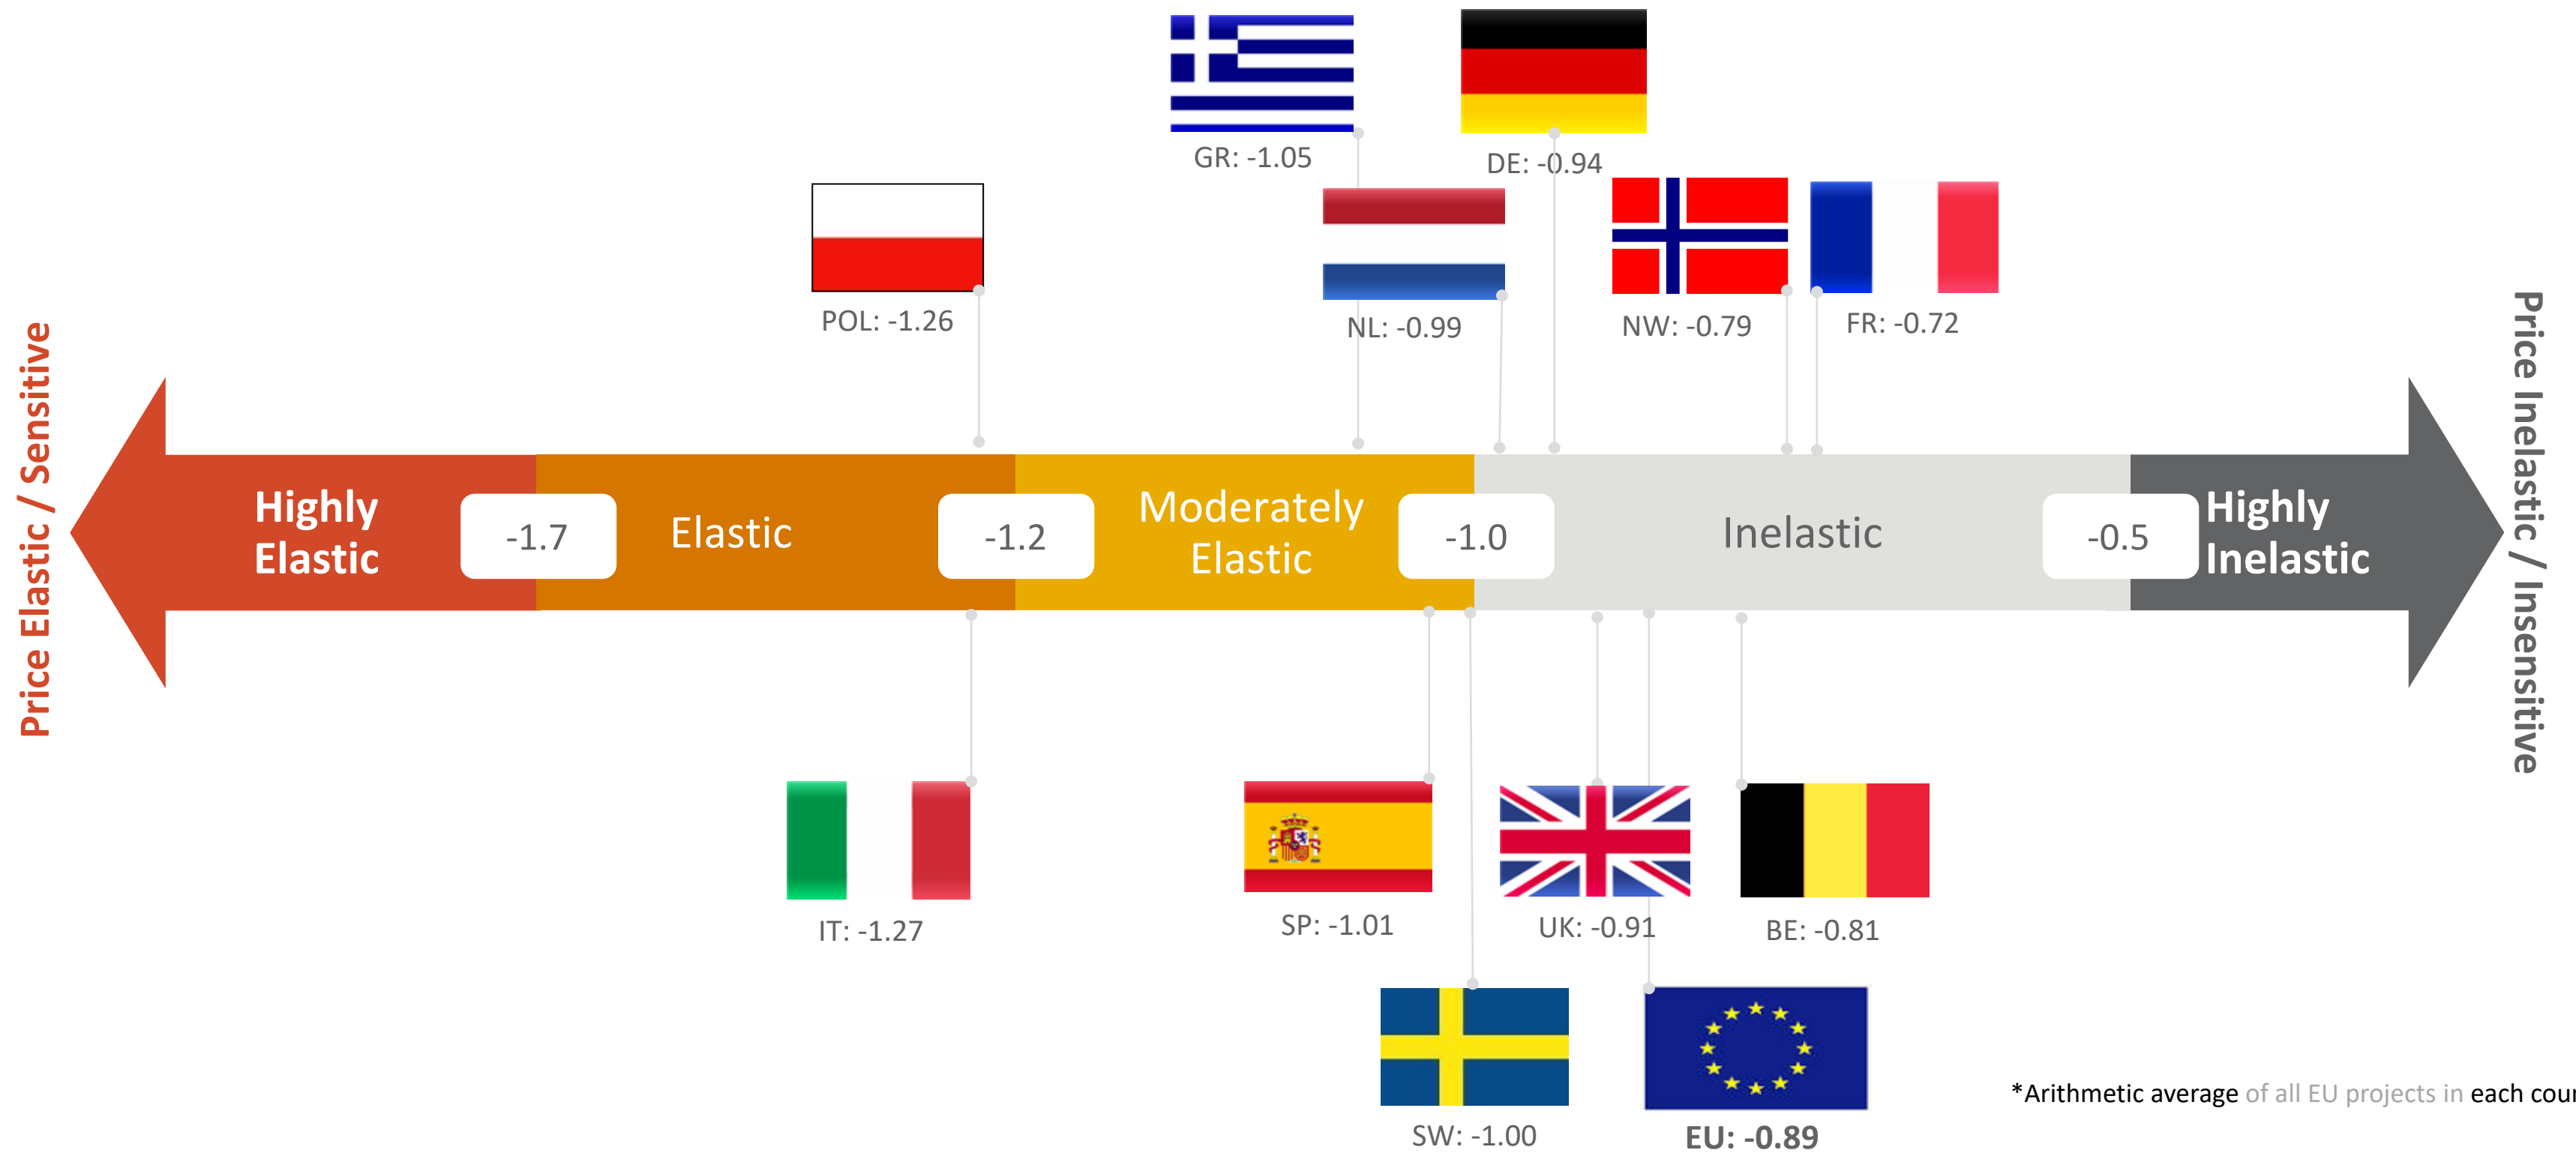 GR: -1.05
DE: -0.94
POL: -1.26
NL: -0.99
NW: -0.79
FR: -0.72
Price Elastic / Sensitive
Highly
Elastic
-1.7
Elastic
-1.2
Moderately
Elastic
-1.0
Inelastic
-0.5
Highly
Inelastic
Price Inelastic / Insensitive
IT: -1.27
SP: -1.01
UK: -0.91
BE: -0.81
SW: -1.00
EU: -0.89
*Arithmetic average of all EU projects in each